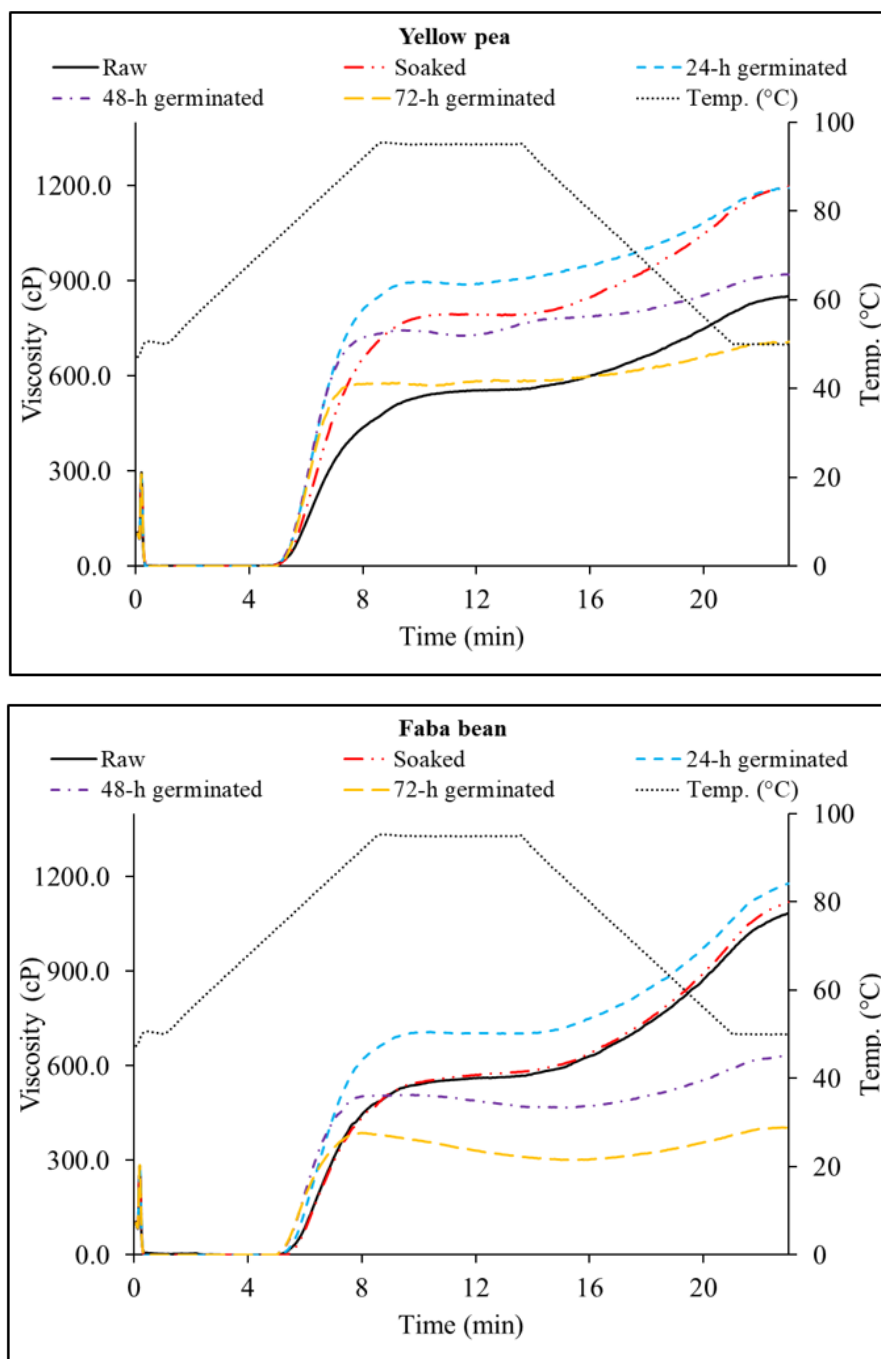 Yellow pea
Raw Soaked 24-h germinated
48-h germinated 72-h germinated Temp. (°C)
1200.0
900.0
600.0
300.0
0.0
Viscosity (cP)
100
80
60
40
20
0
Temp. (°C)
0 4 8 12 16 20
Time (min)
Faba bean
Raw Soaked 24-h germinated
48-h germinated 72-h germinated Temp. (°C)
1200.0
900.0
600.0
300.0
0.0
Viscosity (cP)
100
80
60
40
20
0
Temp. (°C)
0 4 8 12 16 20
Time (min)